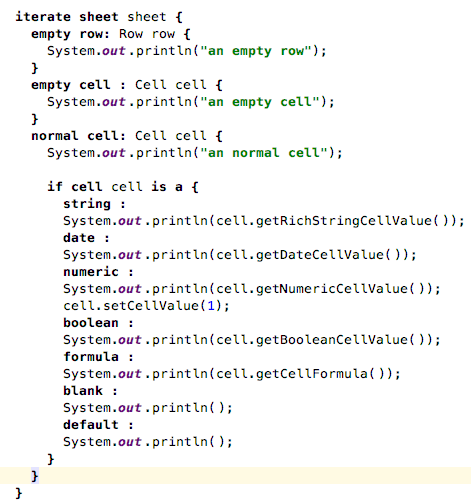 iterate sheet sheet {
  empty row: Row row {
    System.out.println("an empty row");
  }
  empty cell : Cell cell {
    System.out.println("an empty cell");
  }
  normal cell: Cell cell {
    System.out.println("an normal cell");

    if cell cell is a {
      string :
      System.out.println(cell.getRichStringCellValue());
      date :
      System.out.println(cell.getDateCellValue());
      numeric :
      System.out.println(cell.getNumericCellValue());
      cell.setCellValue(1);
      boolean :
      System.out.println(cell.getBooleanCellValue());
      formula :
      System.out.println(cell.getCellFormula());
      blank :
      System.out.println();
      default :
      System.out.println();
    }
  }
}